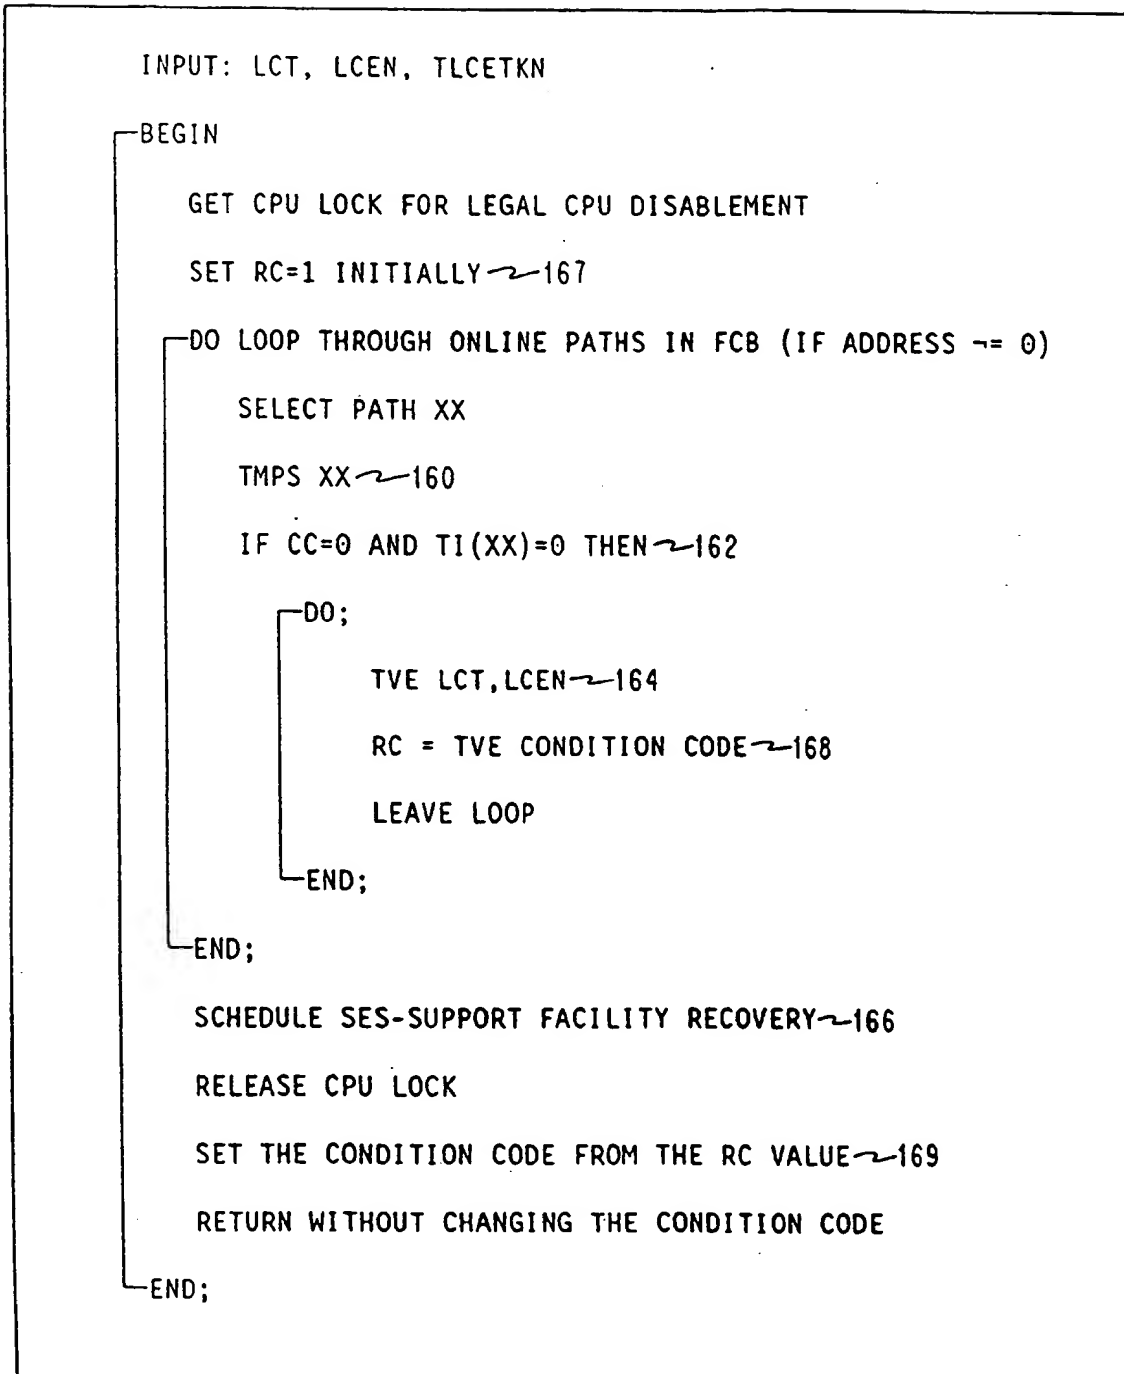 INPUT: LCT, LCEN, TLCETKN
BEGIN
GET CPU LOCK FOR LEGAL CPU DISABLEMENT
SET RC=1 INITIALLY 167
DO LOOP THROUGH ONLINE PATHS IN FCB (IF ADDRESS ¬= 0)
SELECT PATH XX
TMPS XX 160
IF CC=0 AND TI(XX)=0 THEN 162
DO;
TVE LCT,LCEN 164
RC = TVE CONDITION CODE 168
LEAVE LOOP
END;
END;
SCHEDULE SES-SUPPORT FACILITY RECOVERY 166
RELEASE CPU LOCK
SET THE CONDITION CODE FROM THE RC VALUE 169
RETURN WITHOUT CHANGING THE CONDITION CODE
END;